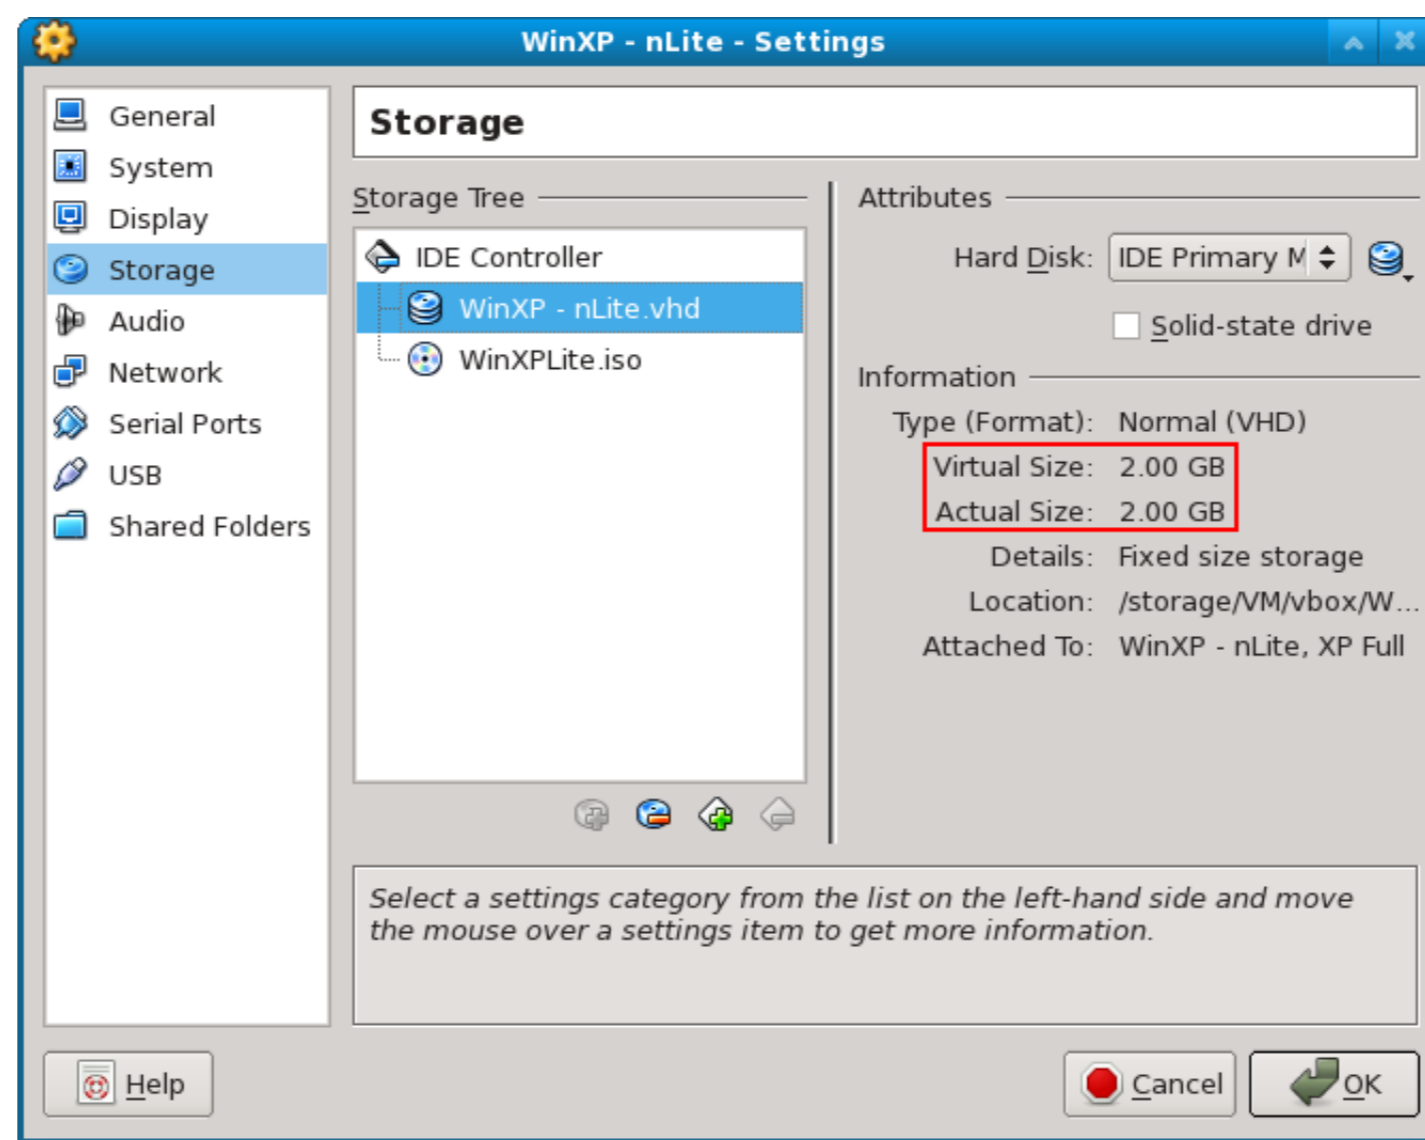 WinXP - nLite - Settings
General
System
Display
Storage
Audio
Network
Serial Ports
USB
Shared Folders
Storage
Storage Tree
IDE Controller
WinXP - nLite.vhd
WinXPLite.iso
Attributes
Hard Disk: IDE Primary M
Solid-state drive
Information
Type (Format): Normal (VHD)
Virtual Size: 2.00 GB
Actual Size: 2.00 GB
Details: Fixed size storage
Location: /storage/VM/vbox/W...
Attached To: WinXP - nLite, XP Full
Select a settings category from the list on the left-hand side and move
the mouse over a settings item to get more information.
Help
Cancel
OK